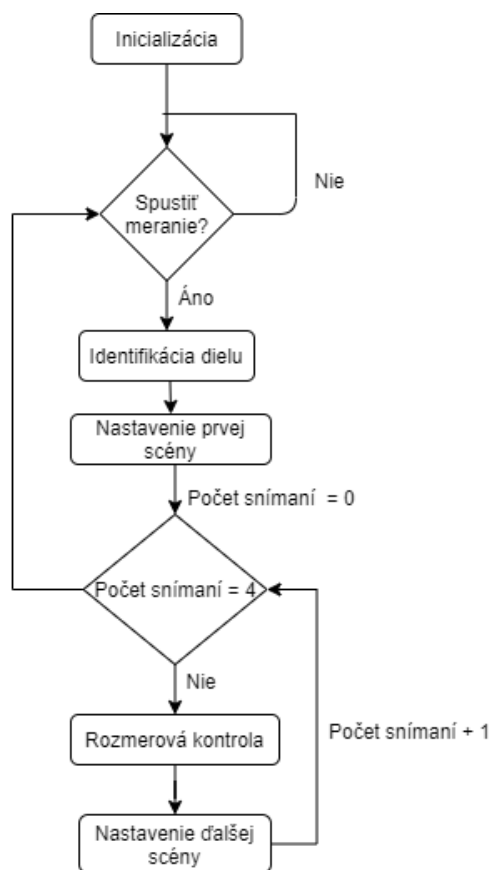 Inicializácia
Nie
Spustiť
meranie?
Áno
Identifikácia dielu
Nastavenie prvej
scény
Počet snímaní = 0
Počet snímaní = 4
Nie
Počet snímaní + 1
Rozmerová kontrola
Nastavenie ďalšej
scény